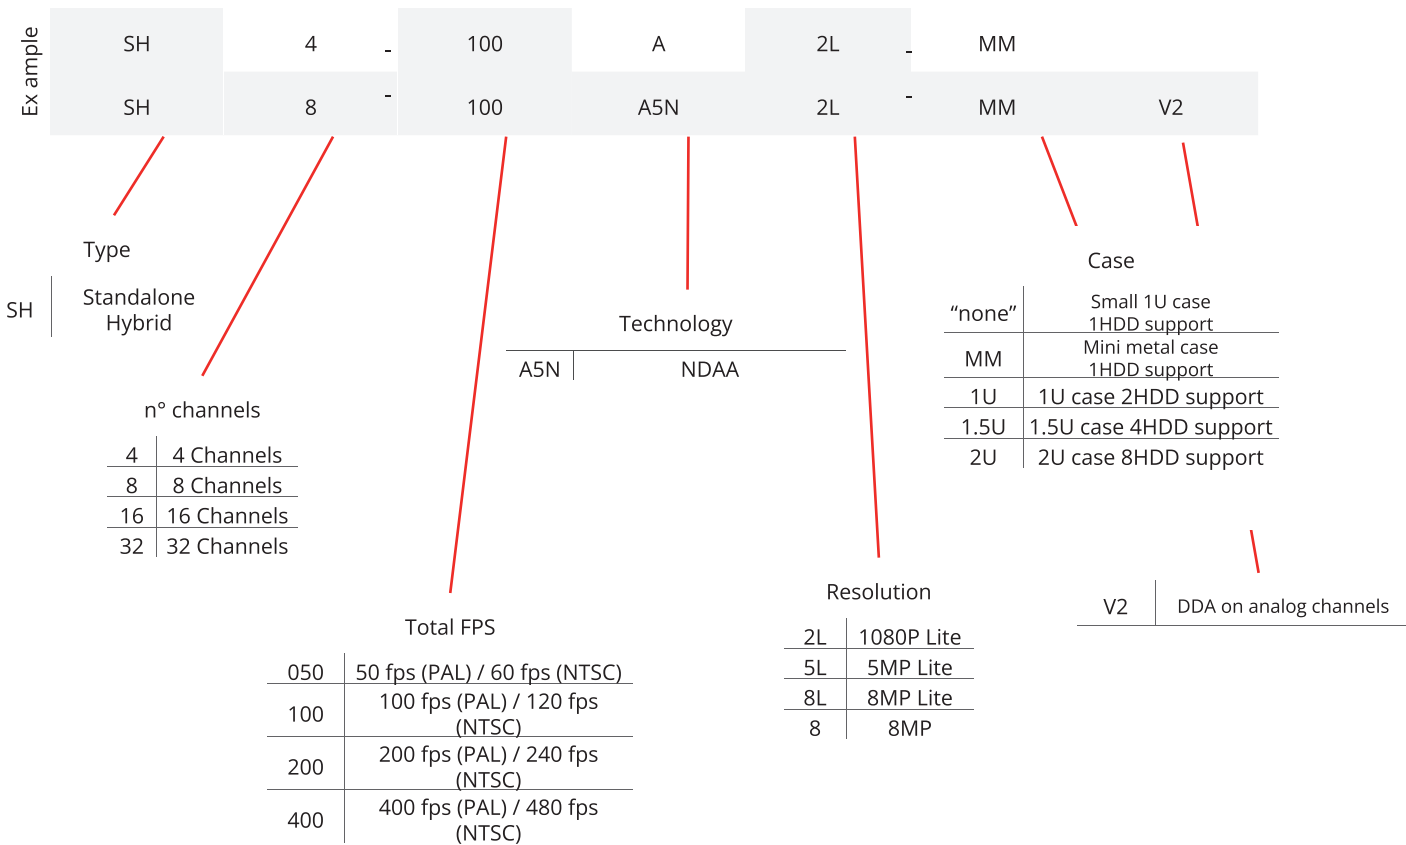 Ex ample
SH 4 - 100 A 2L - MM
SH 8 - 100 A5N 2L - MM V2
Type
SH Standalone
Hybrid
n° channels
4 4 Channels
8 8 Channels
16 16 Channels
32 32 Channels
Total FPS
050 50 fps (PAL) / 60 fps (NTSC)
100 100 fps (PAL) / 120 fps
(NTSC)
200 200 fps (PAL) / 240 fps
(NTSC)
400 400 fps (PAL) / 480 fps
(NTSC)
Technology
A5N NDAA
Resolution
2L 1080P Lite
5L 5MP Lite
8L 8MP Lite
8 8MP
Case
“none” Small 1U case
1HDD support
MM Mini metal case
1HDD support
1U 1U case 2HDD support
1.5U 1.5U case 4HDD support
2U 2U case 8HDD support
V2 DDA on analog channels